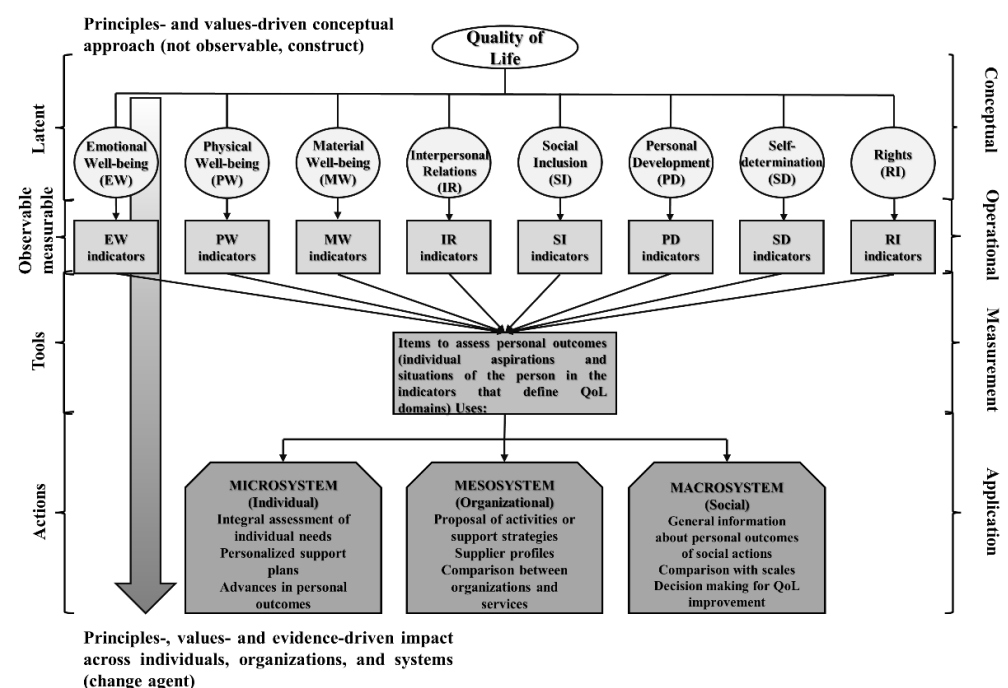 Principles- and values-driven conceptual
approach (not observable, construct)
Quality of
Life
Latent
Conceptual
Emotional
Well-being
(EW)
Physical
Well-being
(PW)
Material
Well-being
(MW)
Interpersonal
Relations
(IR)
Social
Inclusion
(SI)
Personal
Development
(PD)
Self-
determination
(SD)
Rights
(RI)
Observable
measurable
Operational
EW
indicators
PW
indicators
MW
indicators
IR
indicators
SI
indicators
PD
indicators
SD
indicators
RI
indicators
Tools
Measurement
Items to assess personal outcomes
(individual aspirations and
situations of the person in the
indicators that define QoL
domains) Uses:
Actions
Application
MICROSYSTEM
(Individual)
Integral assessment of
individual needs
Personalized support
plans
Advances in personal
outcomes
MESOSYSTEM
(Organizational)
Proposal of activities or
support strategies
Supplier profiles
Comparison between
organizations and
services
MACROSYSTEM
(Social)
General information
about personal outcomes
of social actions
Comparison with scales
Decision making for QoL
improvement
Principles-, values- and evidence-driven impact
across individuals, organizations, and systems
(change agent)